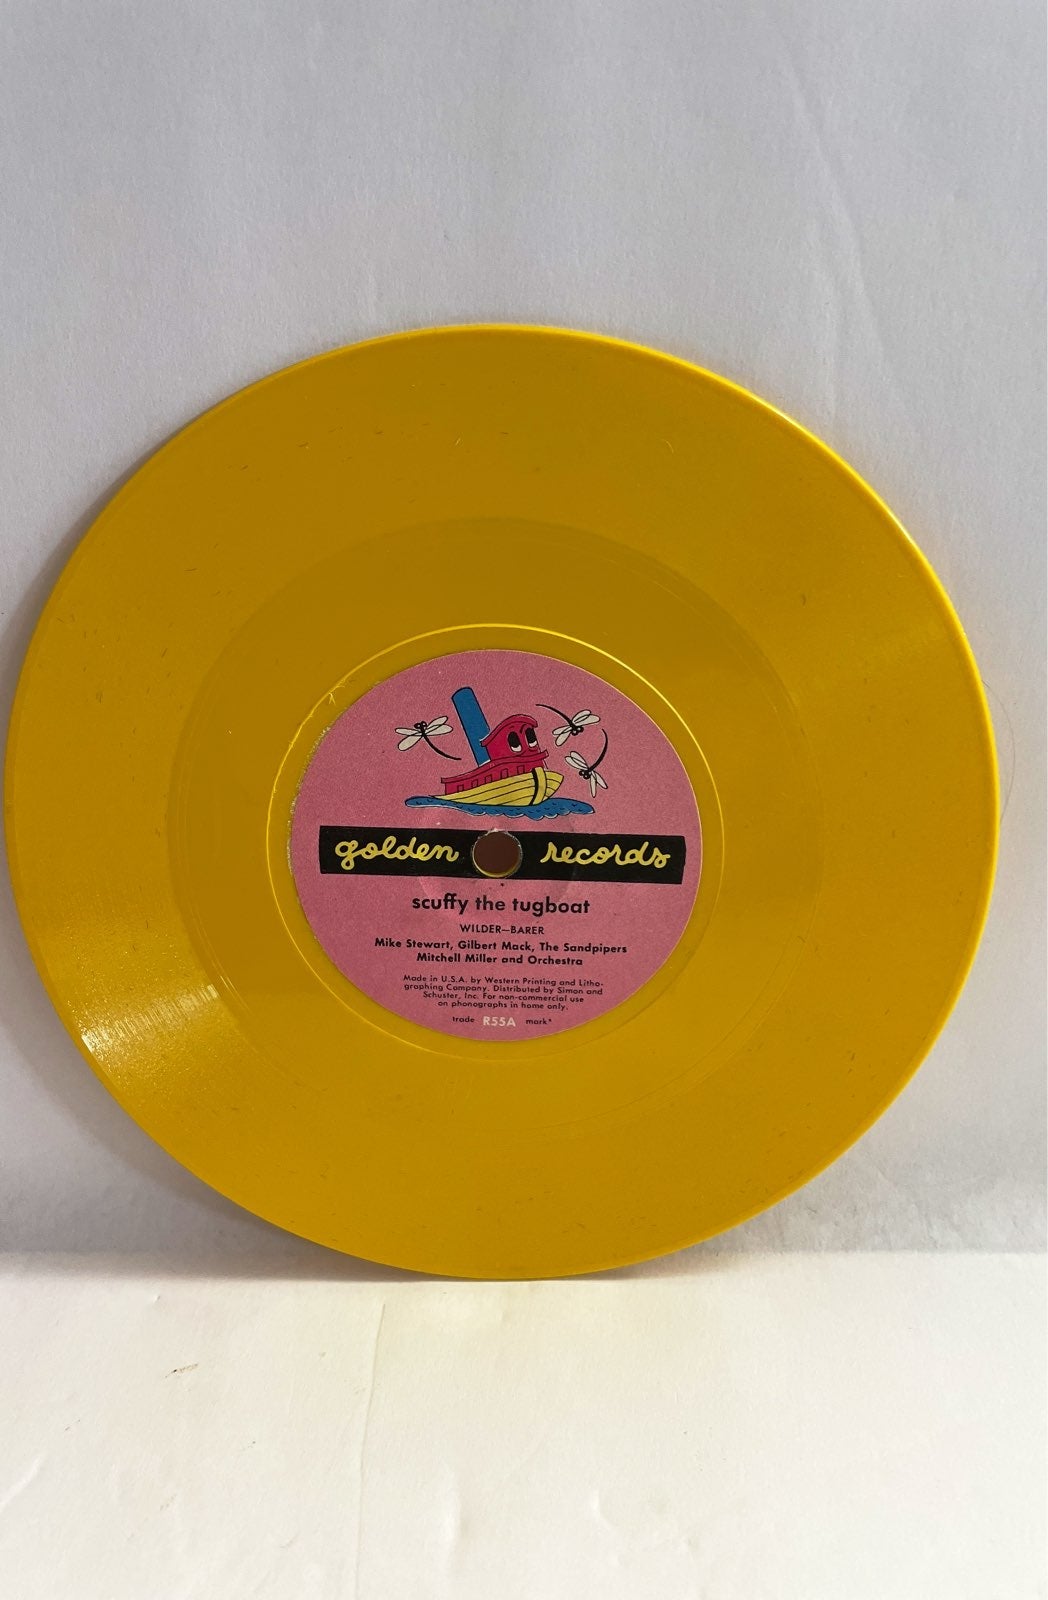 golden records
scuffy the tugboat
WILDER—BARER
Mike Stewart, Gilbert Mack, The Sandpipers
Mitchell Miller and Orchestra
Made in U.S.A. by Western Printing and Litho-
graphing Company. Distributed by Simon and
Schuster, Inc. For non-commercial use
on phonographs in home only.
trade R55A mark*